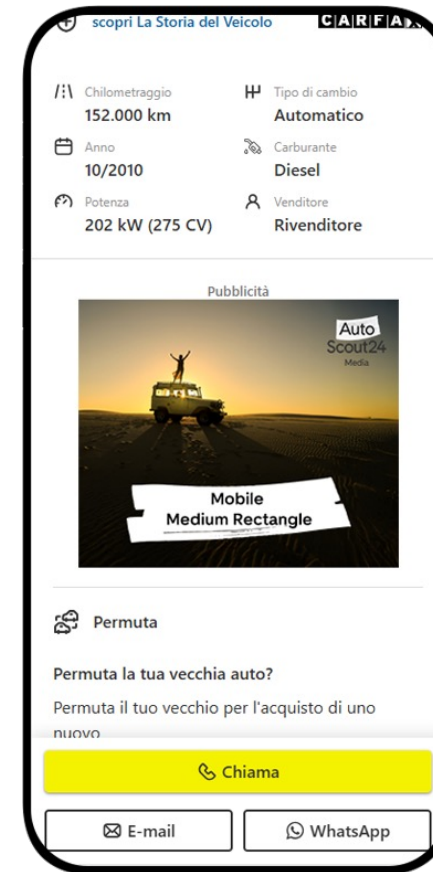 scopri La Storia del Veicolo CARFAX
Chilometraggio
152.000 km
Tipo di cambio
Automatico
Anno
10/2010
Carburante
Diesel
Potenza
202 kW (275 CV)
Venditore
Rivenditore
Pubblicità
Auto
Scout24
Media
Mobile
Medium Rectangle
Permuta
Permuta la tua vecchia auto?
Permuta il tuo vecchio per l'acquisto di uno
nuovo
Chiama
E-mail
WhatsApp